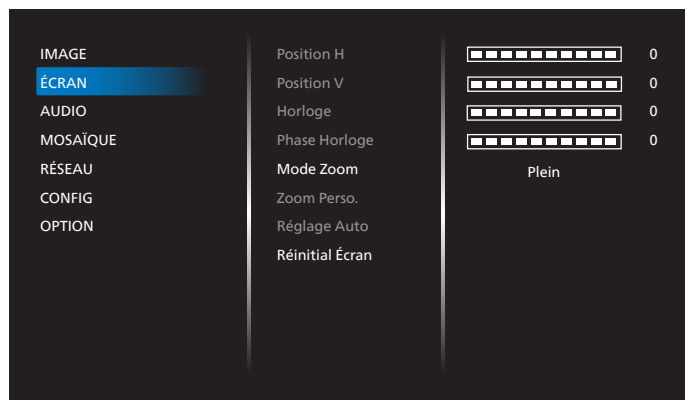 IMAGE
ÉCRAN
AUDIO
MOSAÏQUE
RÉSEAU
CONFIG
OPTION
Position H 0
Position V 0
Horloge 0
Phase Horloge 0
Mode Zoom Plein
Zoom Perso.
Réglage Auto
Réinitial Écran